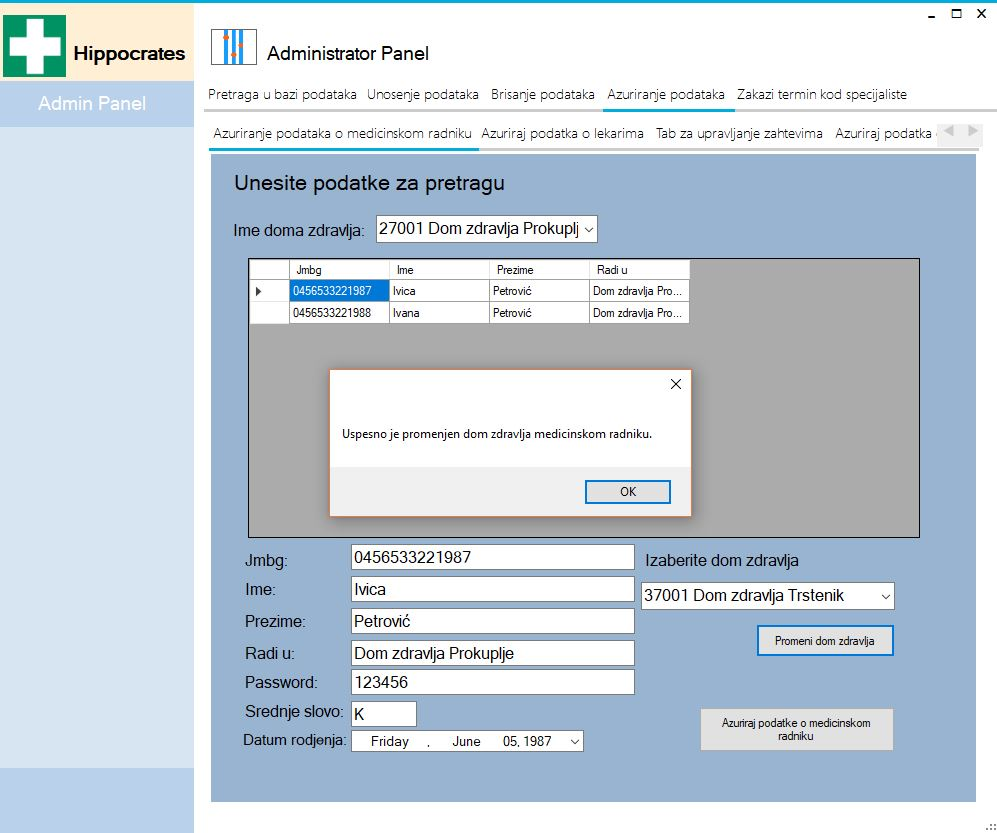 Hippocrates
Administrator Panel
Admin Panel
Pretraga u bazi podataka Unosenje podataka Brisanje podataka Azuriranje podataka Zakazi termin kod specijaliste
Azuriranje podataka o medicinskom radniku Azuriraj podatka o lekarima Tab za upravljanje zahtevima Azuriraj podatka
Unesite podatke za pretragu
Ime doma zdravlja: 27001 Dom zdravlja Prokuplj
Jmbg Ime Prezime Radi u
0456533221987 Ivica Petrović Dom zdravlja Pro...
0456533221988 Ivana Petrović Dom zdravlja Pro...
Uspesno je promenjen dom zdravlja medicinskom radniku.
OK
Jmbg: 0456533221987 Izaberite dom zdravlja
Ime: Ivica 37001 Dom zdravlja Trstenik
Prezime: Petrović
Promeni dom zdravlja
Radi u: Dom zdravlja Prokuplje
Password: 123456
Srednje slovo: K
Azuriraj podatke o medicinskom
radniku
Datum rodjenja: Friday , June 05, 1987